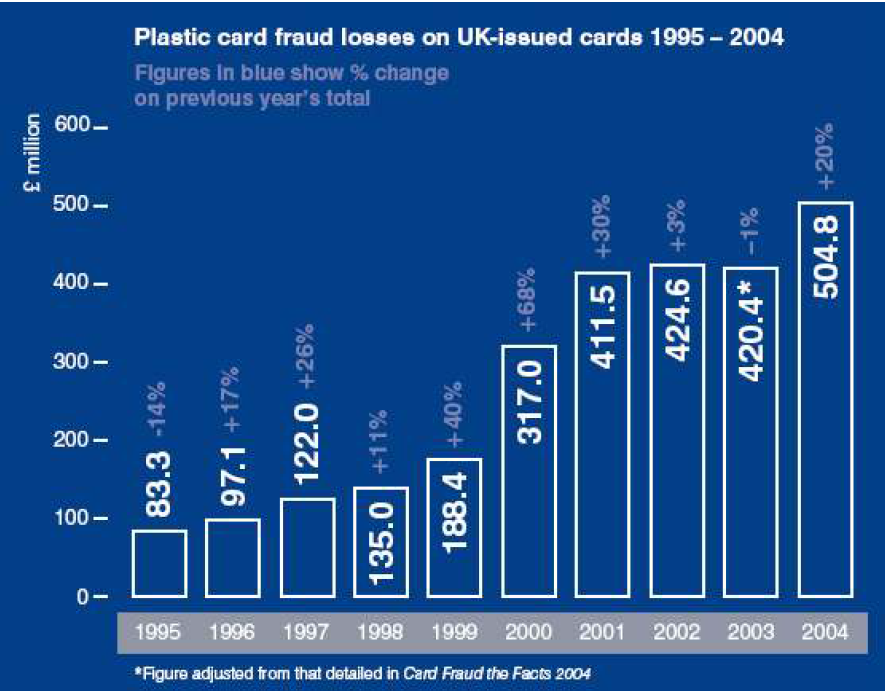 Plastic card fraud losses on UK-issued cards 1995 – 2004
Figures in blue show % change
on previous year's total
£ million
600
500
400
300
200
100
0
83.3 -14%
97.1 +17%
122.0 +26%
135.0 +11%
188.4 +40%
317.0 +68%
411.5 +30%
424.6 +3%
420.4* –1%
504.8 +20%
1995 1996 1997 1998 1999 2000 2001 2002 2003 2004
*Figure adjusted from that detailed in Card Fraud the Facts 2004